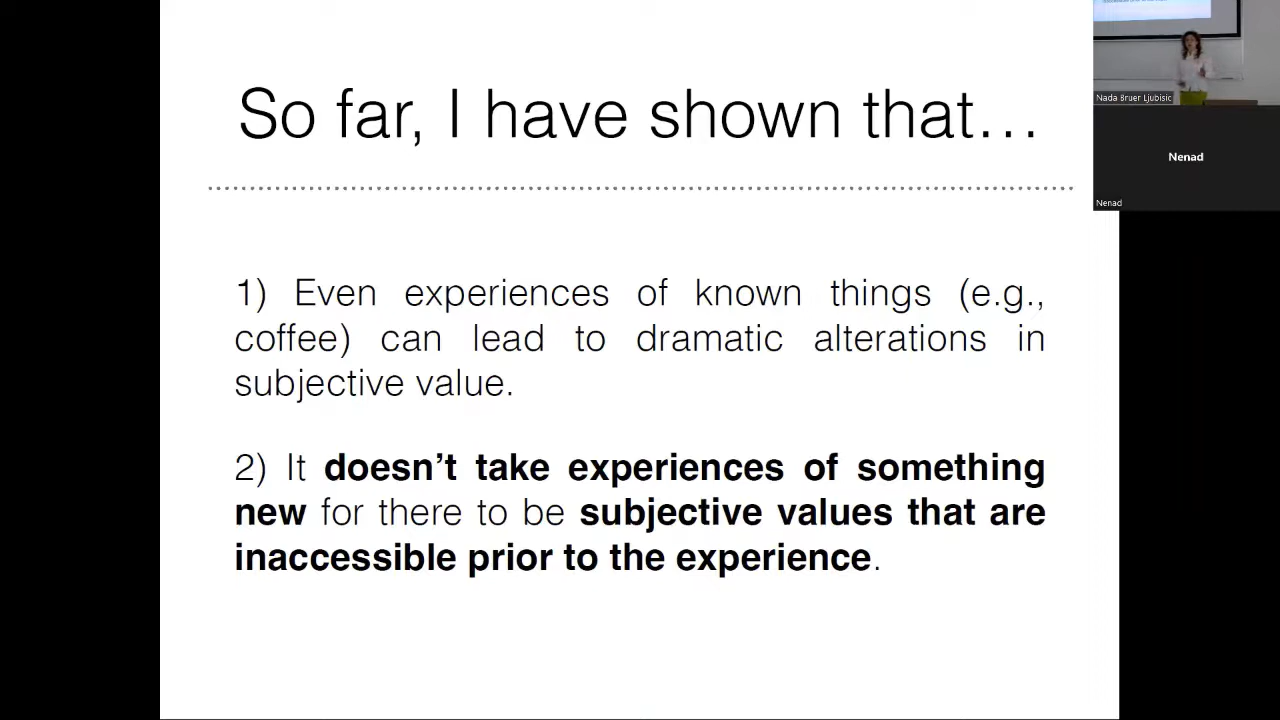 So far, I have shown that…
1) Even experiences of known things (e.g.,
coffee) can lead to dramatic alterations in
subjective value.
2) It doesn’t take experiences of something
new for there to be subjective values that are
inaccessible prior to the experience.
Nada Bruer Ljubisic
Nenad
Nenad